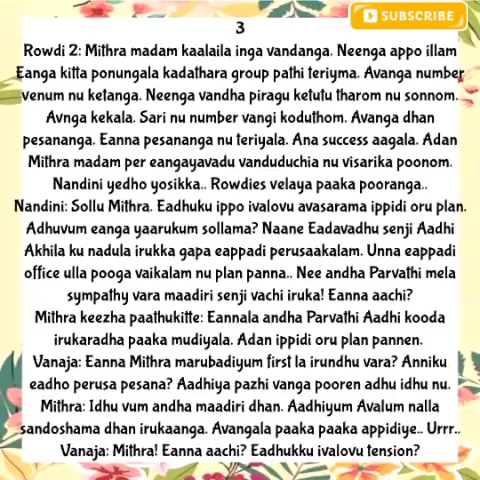 SUBSCRIBE
3
Rowdi 2: Mithra madam kaalaila inga vandanga. Neenga appo illam
Eanga kitta ponungala kadathara group pathi teriyma. Avanga number
venum nu ketanga. Neenga vandha piragu ketutu tharom nu sonnom.
Avnga kekala. Sari nu number vangi koduthom. Avanga dhan
pesananga. Eanna pesananga nu teriyala. Ana success aagala. Adan
Mithra madam per eangayavadu vanduduchia nu visarika poonom.
Nandini yedho yosikka.. Rowdies velaya paaka pooranga..
Nandini: Sollu Mithra. Eadhuku ippo ivalovu avasarama ippidi oru plan.
Adhuvum eanga yaarukum sollama? Naane Eadavadhu senji Aadhi
Akhila ku nadula irukka gapa eappadi perusaakalam. Unna eappadi
office ulla pooga vaikalam nu plan panna.. Nee andha Parvathi mela
sympathy vara maadiri senji vachi iruka! Eanna aachi?
Mithra keezha paathukitte: Eannala andha Parvathi Aadhi kooda
irukaradha paaka mudiyala. Adan ippidi oru plan pannen.
Vanaja: Eanna Mithra marubadiyum first la irundhu vara? Anniku
eadho perusa pesana? Aadhiya pazhi vanga pooren adhu idhu nu.
Mithra: Idhu vum andha maadiri dhan. Aadhiyum Avalum nalla
sandoshama dhan irukaanga. Avangala paaka paaka appidiye.. Urrr..
Vanaja: Mithra! Eanna aachi? Eadhukku ivalovu tension?